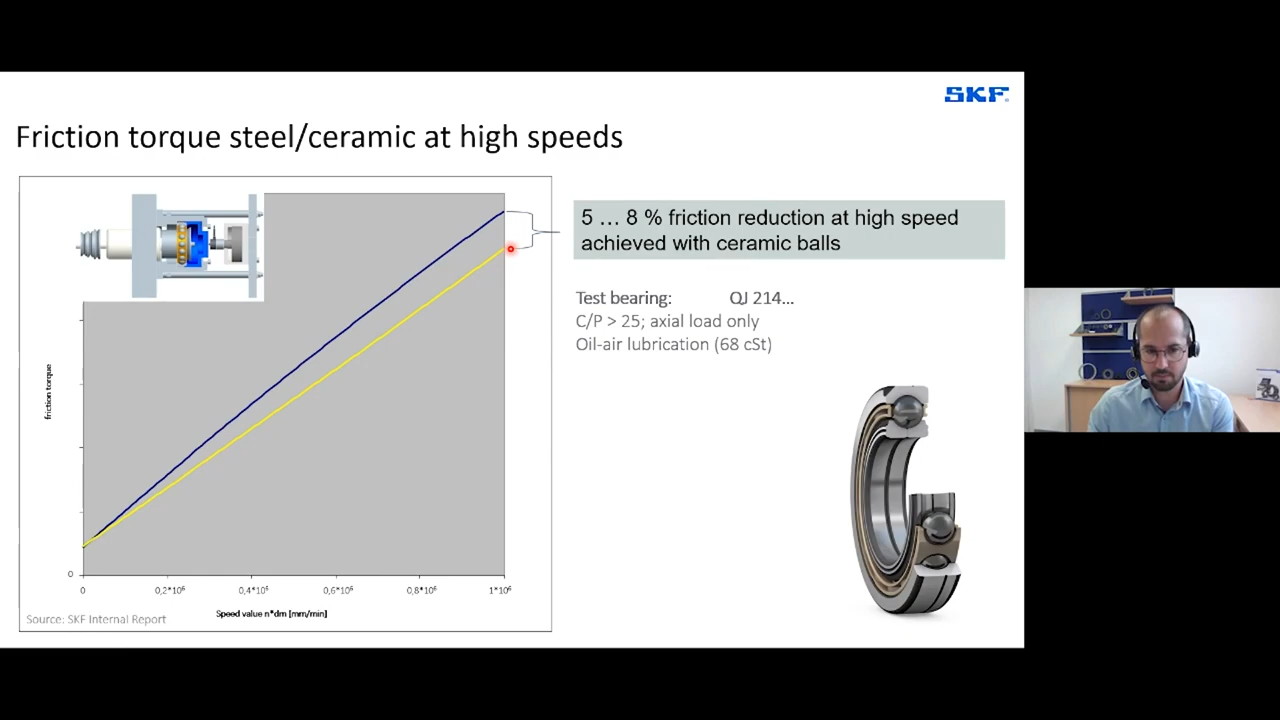 SKF
Friction torque steel/ceramic at high speeds
5 … 8 % friction reduction at high speed
achieved with ceramic balls
Test bearing: QJ 214...
C/P > 25; axial load only
Oil-air lubrication (68 cSt)
friction torque
0
0 0,2*10⁶ 0,4*10⁶ 0,6*10⁶ 0,8*10⁶ 1*10⁶
Speed value n*dm [mm/min]
Source: SKF Internal Report